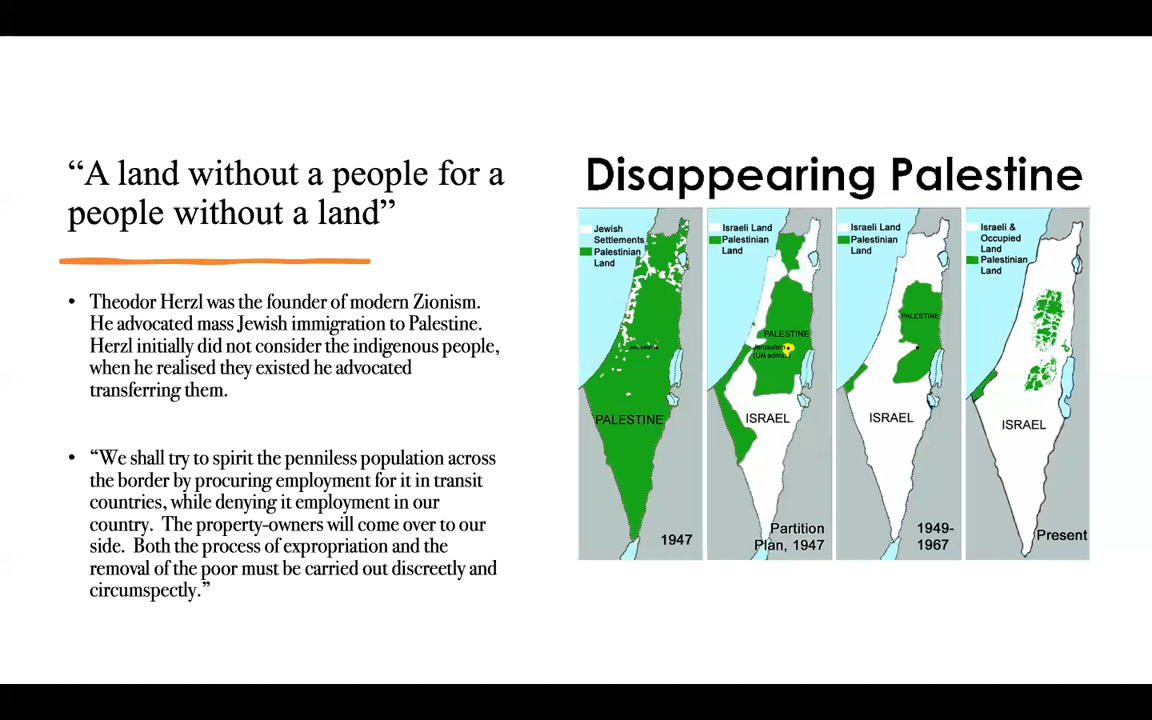 “A land without a people for a
people without a land”
• Theodor Herzl was the founder of modern Zionism.
He advocated mass Jewish immigration to Palestine.
Herzl initially did not consider the indigenous people,
when he realised they existed he advocated
transferring them.
• “We shall try to spirit the penniless population across
the border by procuring employment for it in transit
countries, while denying it employment in our
country. The property-owners will come over to our
side. Both the process of expropriation and the
removal of the poor must be carried out discreetly and
circumspectly.”
Disappearing Palestine
Jewish
Settlements
Palestinian
Land
Jerusalem
PALESTINE
1947
Israeli Land
Palestinian
Land
PALESTINE
Jerusalem
(UN admin)
ISRAEL
Partition
Plan, 1947
Israeli Land
Palestinian
Land
PALESTINE
ISRAEL
1949-
1967
Israeli &
Occupied
Land
Palestinian
Land
ISRAEL
Present